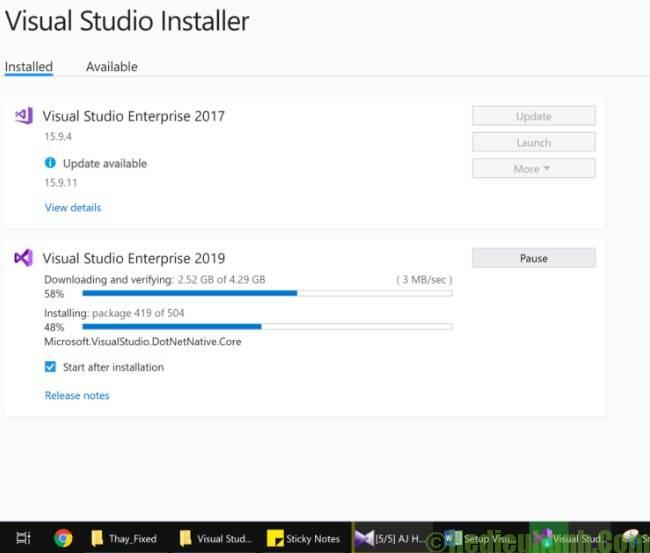 Visual Studio Installer
Installed Available
Visual Studio Enterprise 2017
Update
15.9.4
Launch
Update available
More
15.9.11
View details
Visual Studio Enterprise 2019
Pause
Downloading and verifying: 2.52 GB of 4.29 GB ( 3 MB/sec )
58%
Installing: package 419 of 504
48%
Microsoft.VisualStudio.DotNetNative.Core
Start after installation
Release notes
Thay_Fixed Visual Stud... Sticky Notes [5/5] AJ H... Setup Visu... Visual Stud...